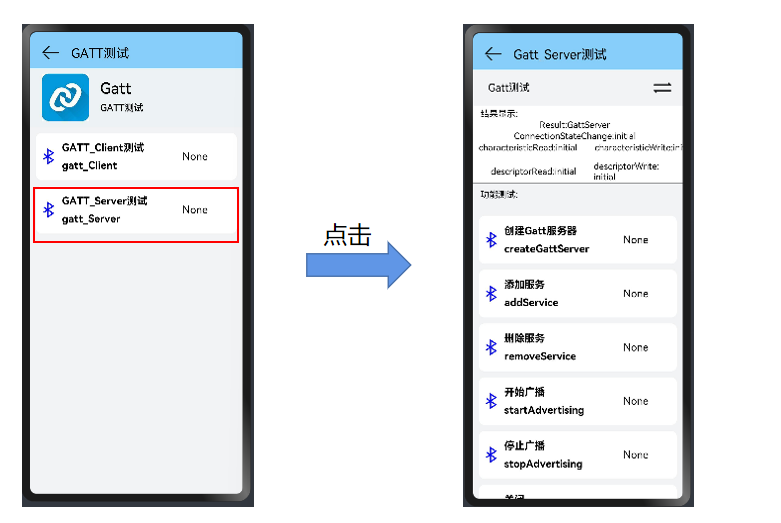 GATT测试
Gatt
GATT测试
GATT_Client测试
gatt_Client
None
GATT_Server测试
gatt_Server
None
点击
Gatt Server测试
Gatt测试
结果显示:
Result:GattServer
ConnectionStateChange:initial
characteristicRead:initial
characteristicWrite:ini
descriptorRead:initial
descriptorWrite:
initial
功能测试:
创建Gatt服务器
createGattServer
None
添加服务
addService
None
删除服务
removeService
None
开始广播
startAdvertising
None
停止广播
stopAdvertising
None